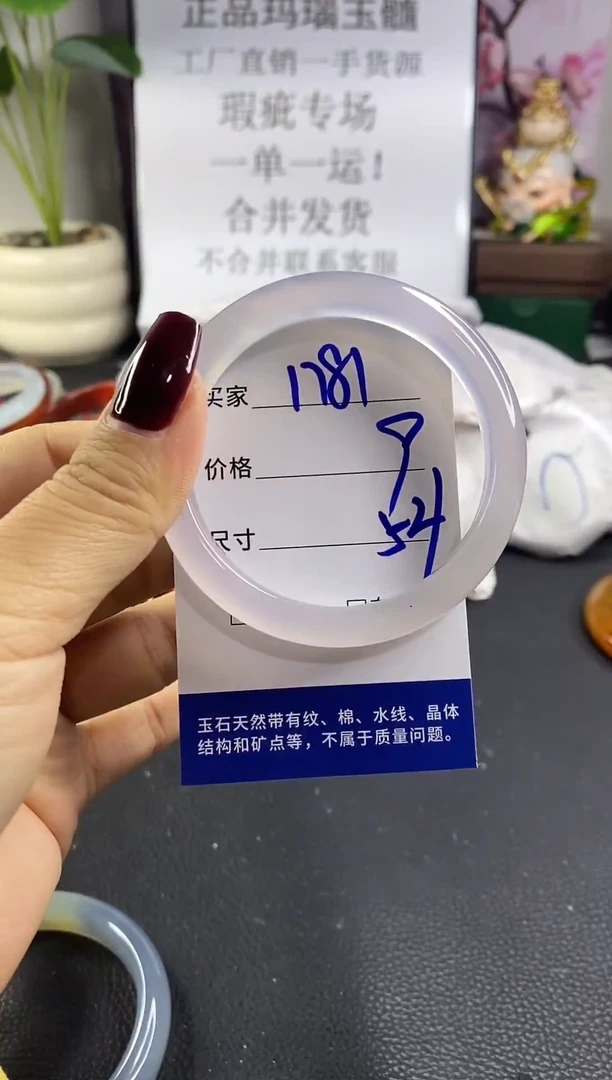 正品玛瑙玉髓
工厂直销一手货源
瑕疵专场
一单一运！
合并发货
不合并联系客服
买家 1781
价格 9
尺寸 54
玉石天然带有纹、棉、水线、晶体
结构和矿点等，不属于质量问题。